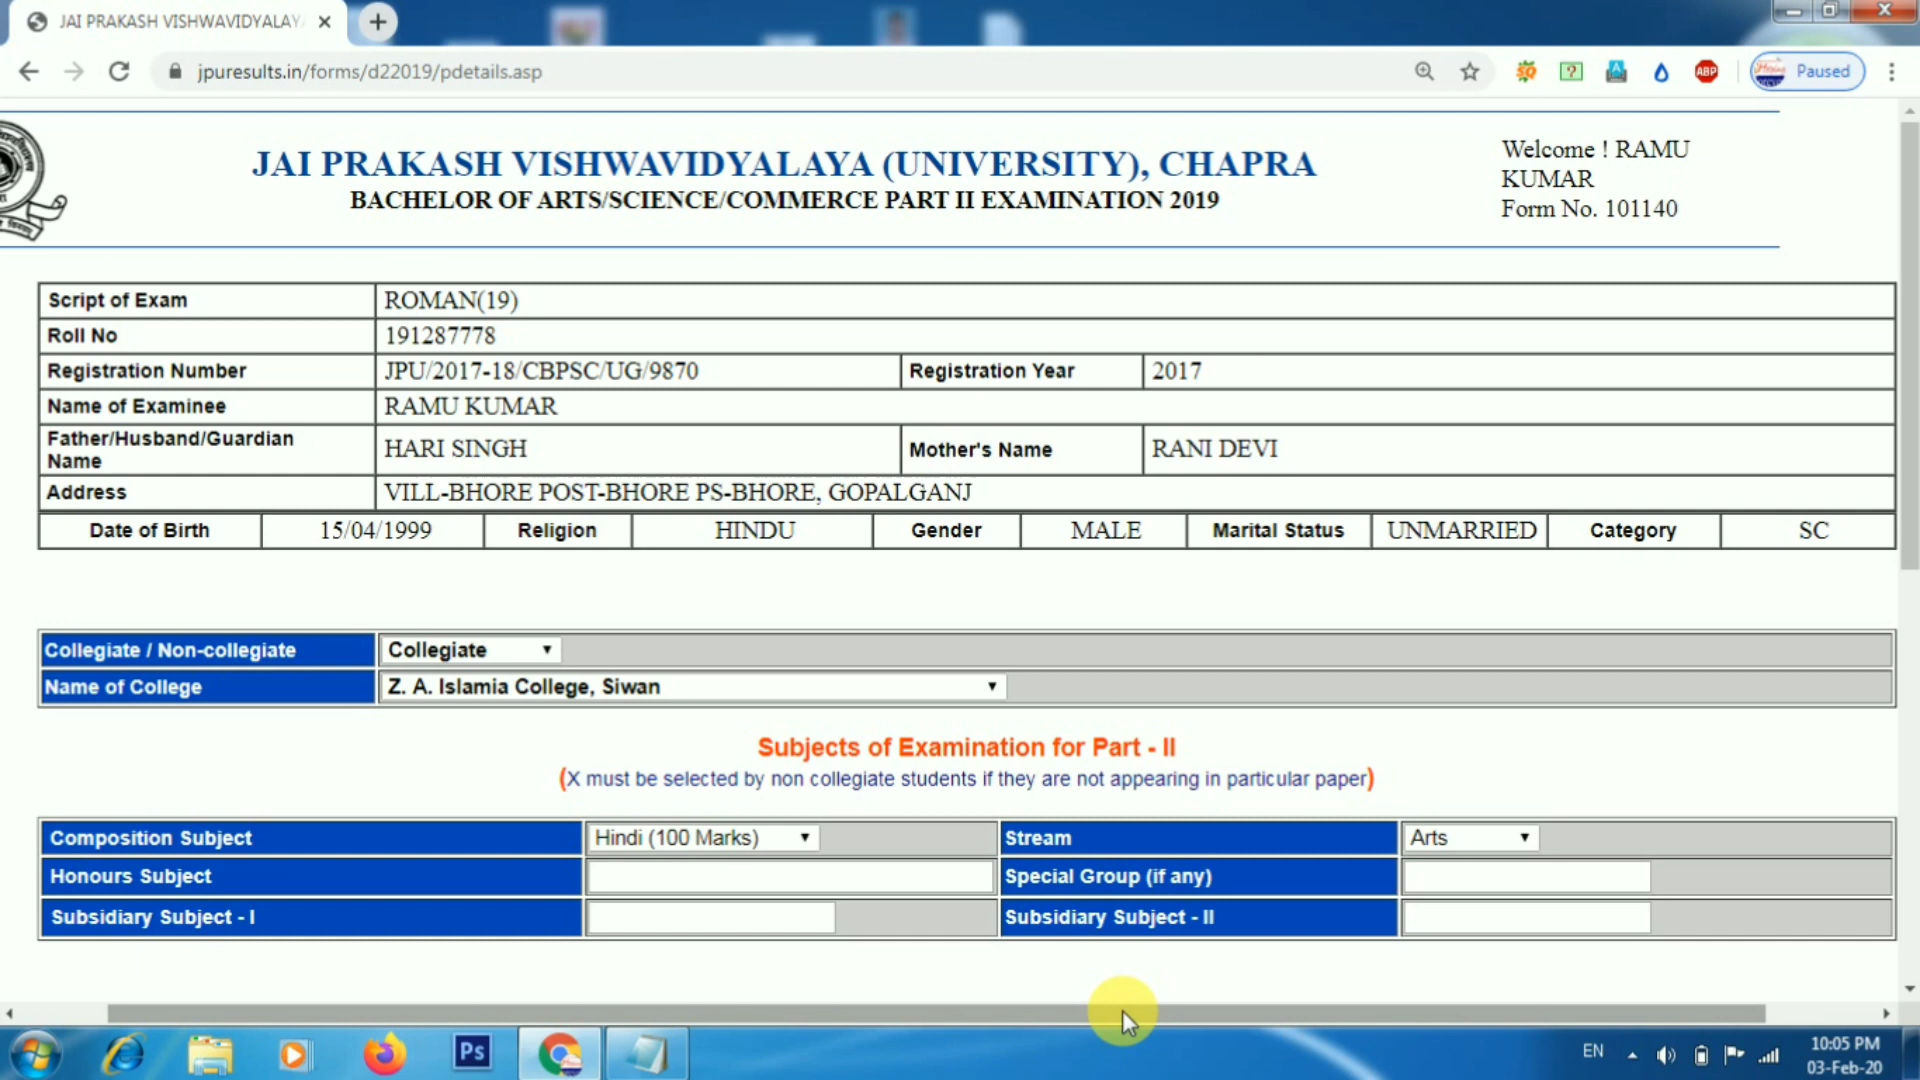 JAI PRAKASH VISHWAVIDYALAY
jpuresults.in/forms/d22019/pdetails.asp
ABP
Paused
JAI PRAKASH VISHWAVIDYALAYA (UNIVERSITY), CHAPRA
BACHELOR OF ARTS/SCIENCE/COMMERCE PART II EXAMINATION 2019
Welcome ! RAMU
KUMAR
Form No. 101140
Script of Exam ROMAN(19)
Roll No 191287778
Registration Number JPU/2017-18/CBPSC/UG/9870 Registration Year 2017
Name of Examinee RAMU KUMAR
Father/Husband/Guardian
Name HARI SINGH Mother's Name RANI DEVI
Address VILL-BHORE POST-BHORE PS-BHORE, GOPALGANJ
Date of Birth 15/04/1999 Religion HINDU Gender MALE Marital Status UNMARRIED Category SC
Collegiate / Non-collegiate Collegiate
Name of College Z. A. Islamia College, Siwan
Subjects of Examination for Part - II
(X must be selected by non collegiate students if they are not appearing in particular paper)
Composition Subject Hindi (100 Marks) Stream Arts
Honours Subject Special Group (if any)
Subsidiary Subject - I Subsidiary Subject - II
Ps
EN
10:05 PM
03-Feb-20